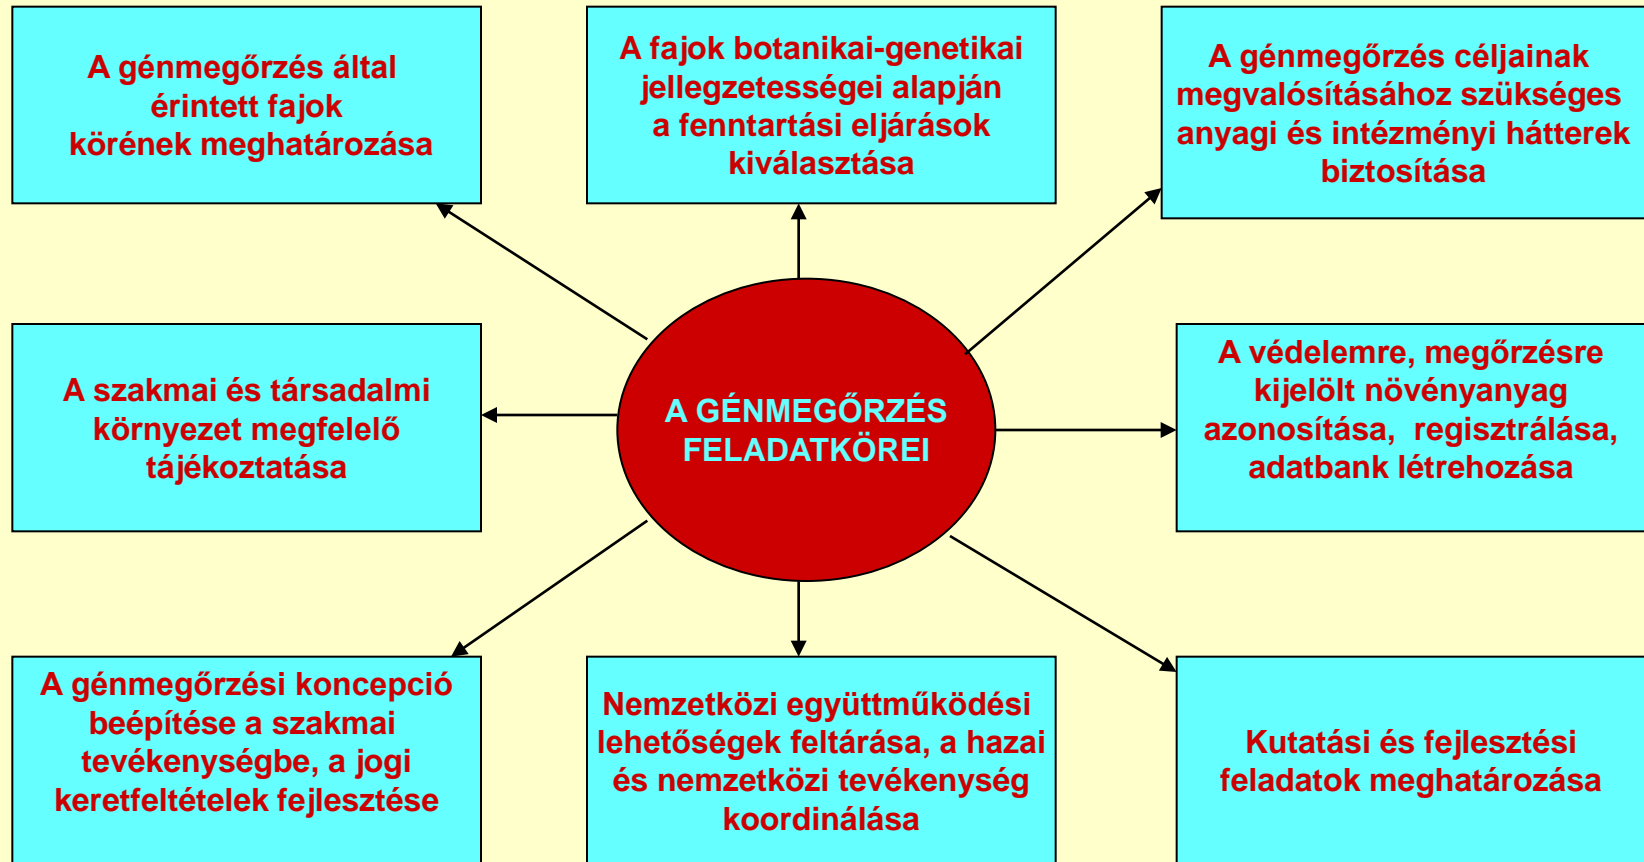 A génmegőrzés által
érintett fajok
körének meghatározása
A fajok botanikai-genetikai
jellegzetességei alapján
a fenntartási eljárások
kiválasztása
A génmegőrzés céljainak
megvalósításához szükséges
anyagi és intézményi hátterek
biztosítása
A szakmai és társadalmi
környezet megfelelő
tájékoztatása
A GÉNMEGŐRZÉS
FELADATKÖREI
A védelemre, megőrzésre
kijelölt növényanyag
azonosítása, regisztrálása,
adatbank létrehozása
A génmegőrzési koncepció
beépítése a szakmai
tevékenységbe, a jogi
keretfeltételek fejlesztése
Nemzetközi együttműködési
lehetőségek feltárása, a hazai
és nemzetközi tevékenység
koordinálása
Kutatási és fejlesztési
feladatok meghatározása